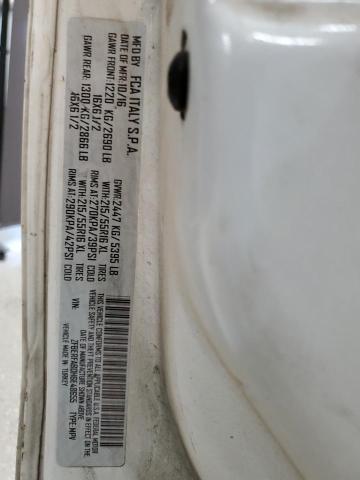 MFD BY FCA ITALY S.P.A.
DATE OF MFR: 10/16 GVWR: 2447 KG/5395 LB
GAWR FRONT: 1220 KG/2690 LB WITH: 215/55R16 XL TIRES
16X6 1/2 RIMS AT: 270KPA/39PSI COLD
GAWR REAR: 1300 KG/2866 LB WITH: 215/55R16 XL TIRES
16X6 1/2 RIMS AT: 290KPA/42PSI COLD
THIS VEHICLE CONFORMS TO ALL APPLICABLE U.S.A. FEDERAL MOTOR
VEHICLE SAFETY AND THEFT PREVENTION STANDARDS IN EFFECT ON THE
DATE OF MANUFACTURE SHOWN ABOVE
VIN: TYPE: MPV
VEHICLE MADE IN: TURKEY